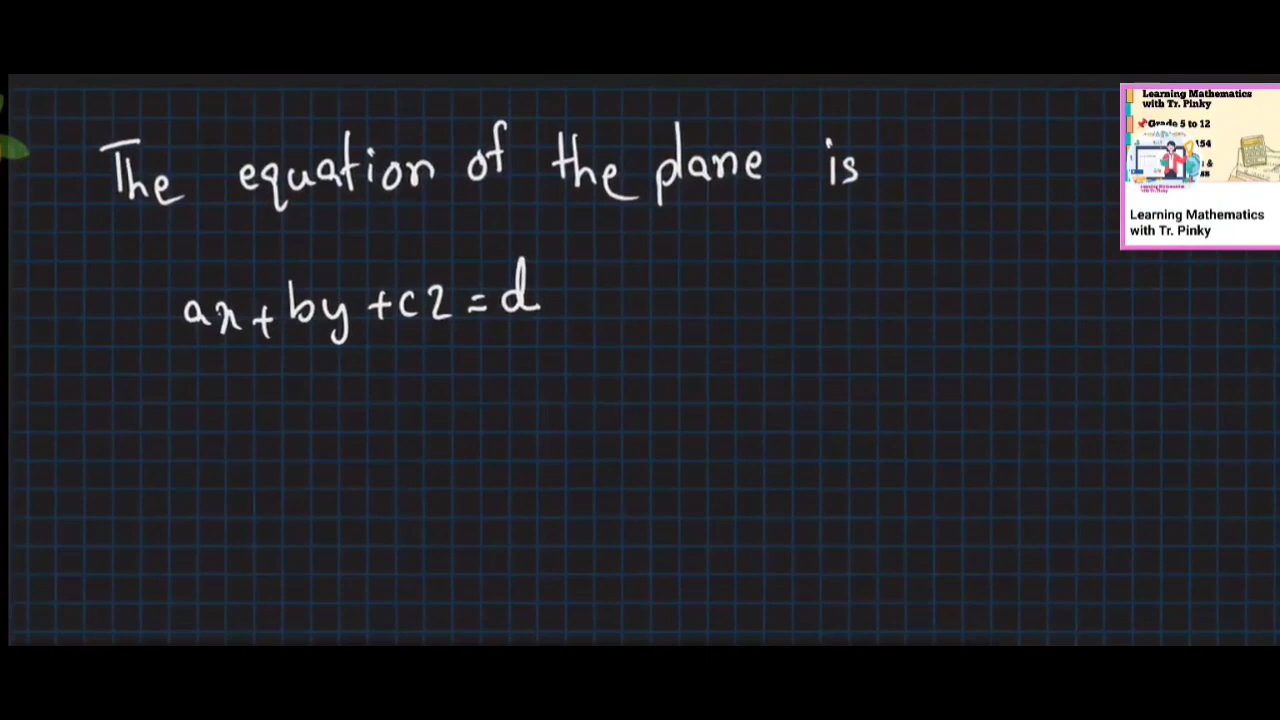 The equation of the plane is
ax + by + cz = d
Learning Mathematics
with Tr. Pinky
Grade 5 to 12
154
&
Learning Mathematics
with Tr. Pinky